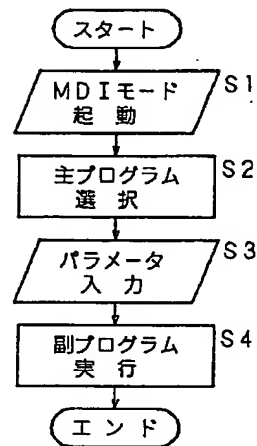 スタート
MDIモード
起動
S1
主プログラム
選択
S2
パラメータ
入力
S3
副プログラム
実行
S4
エンド